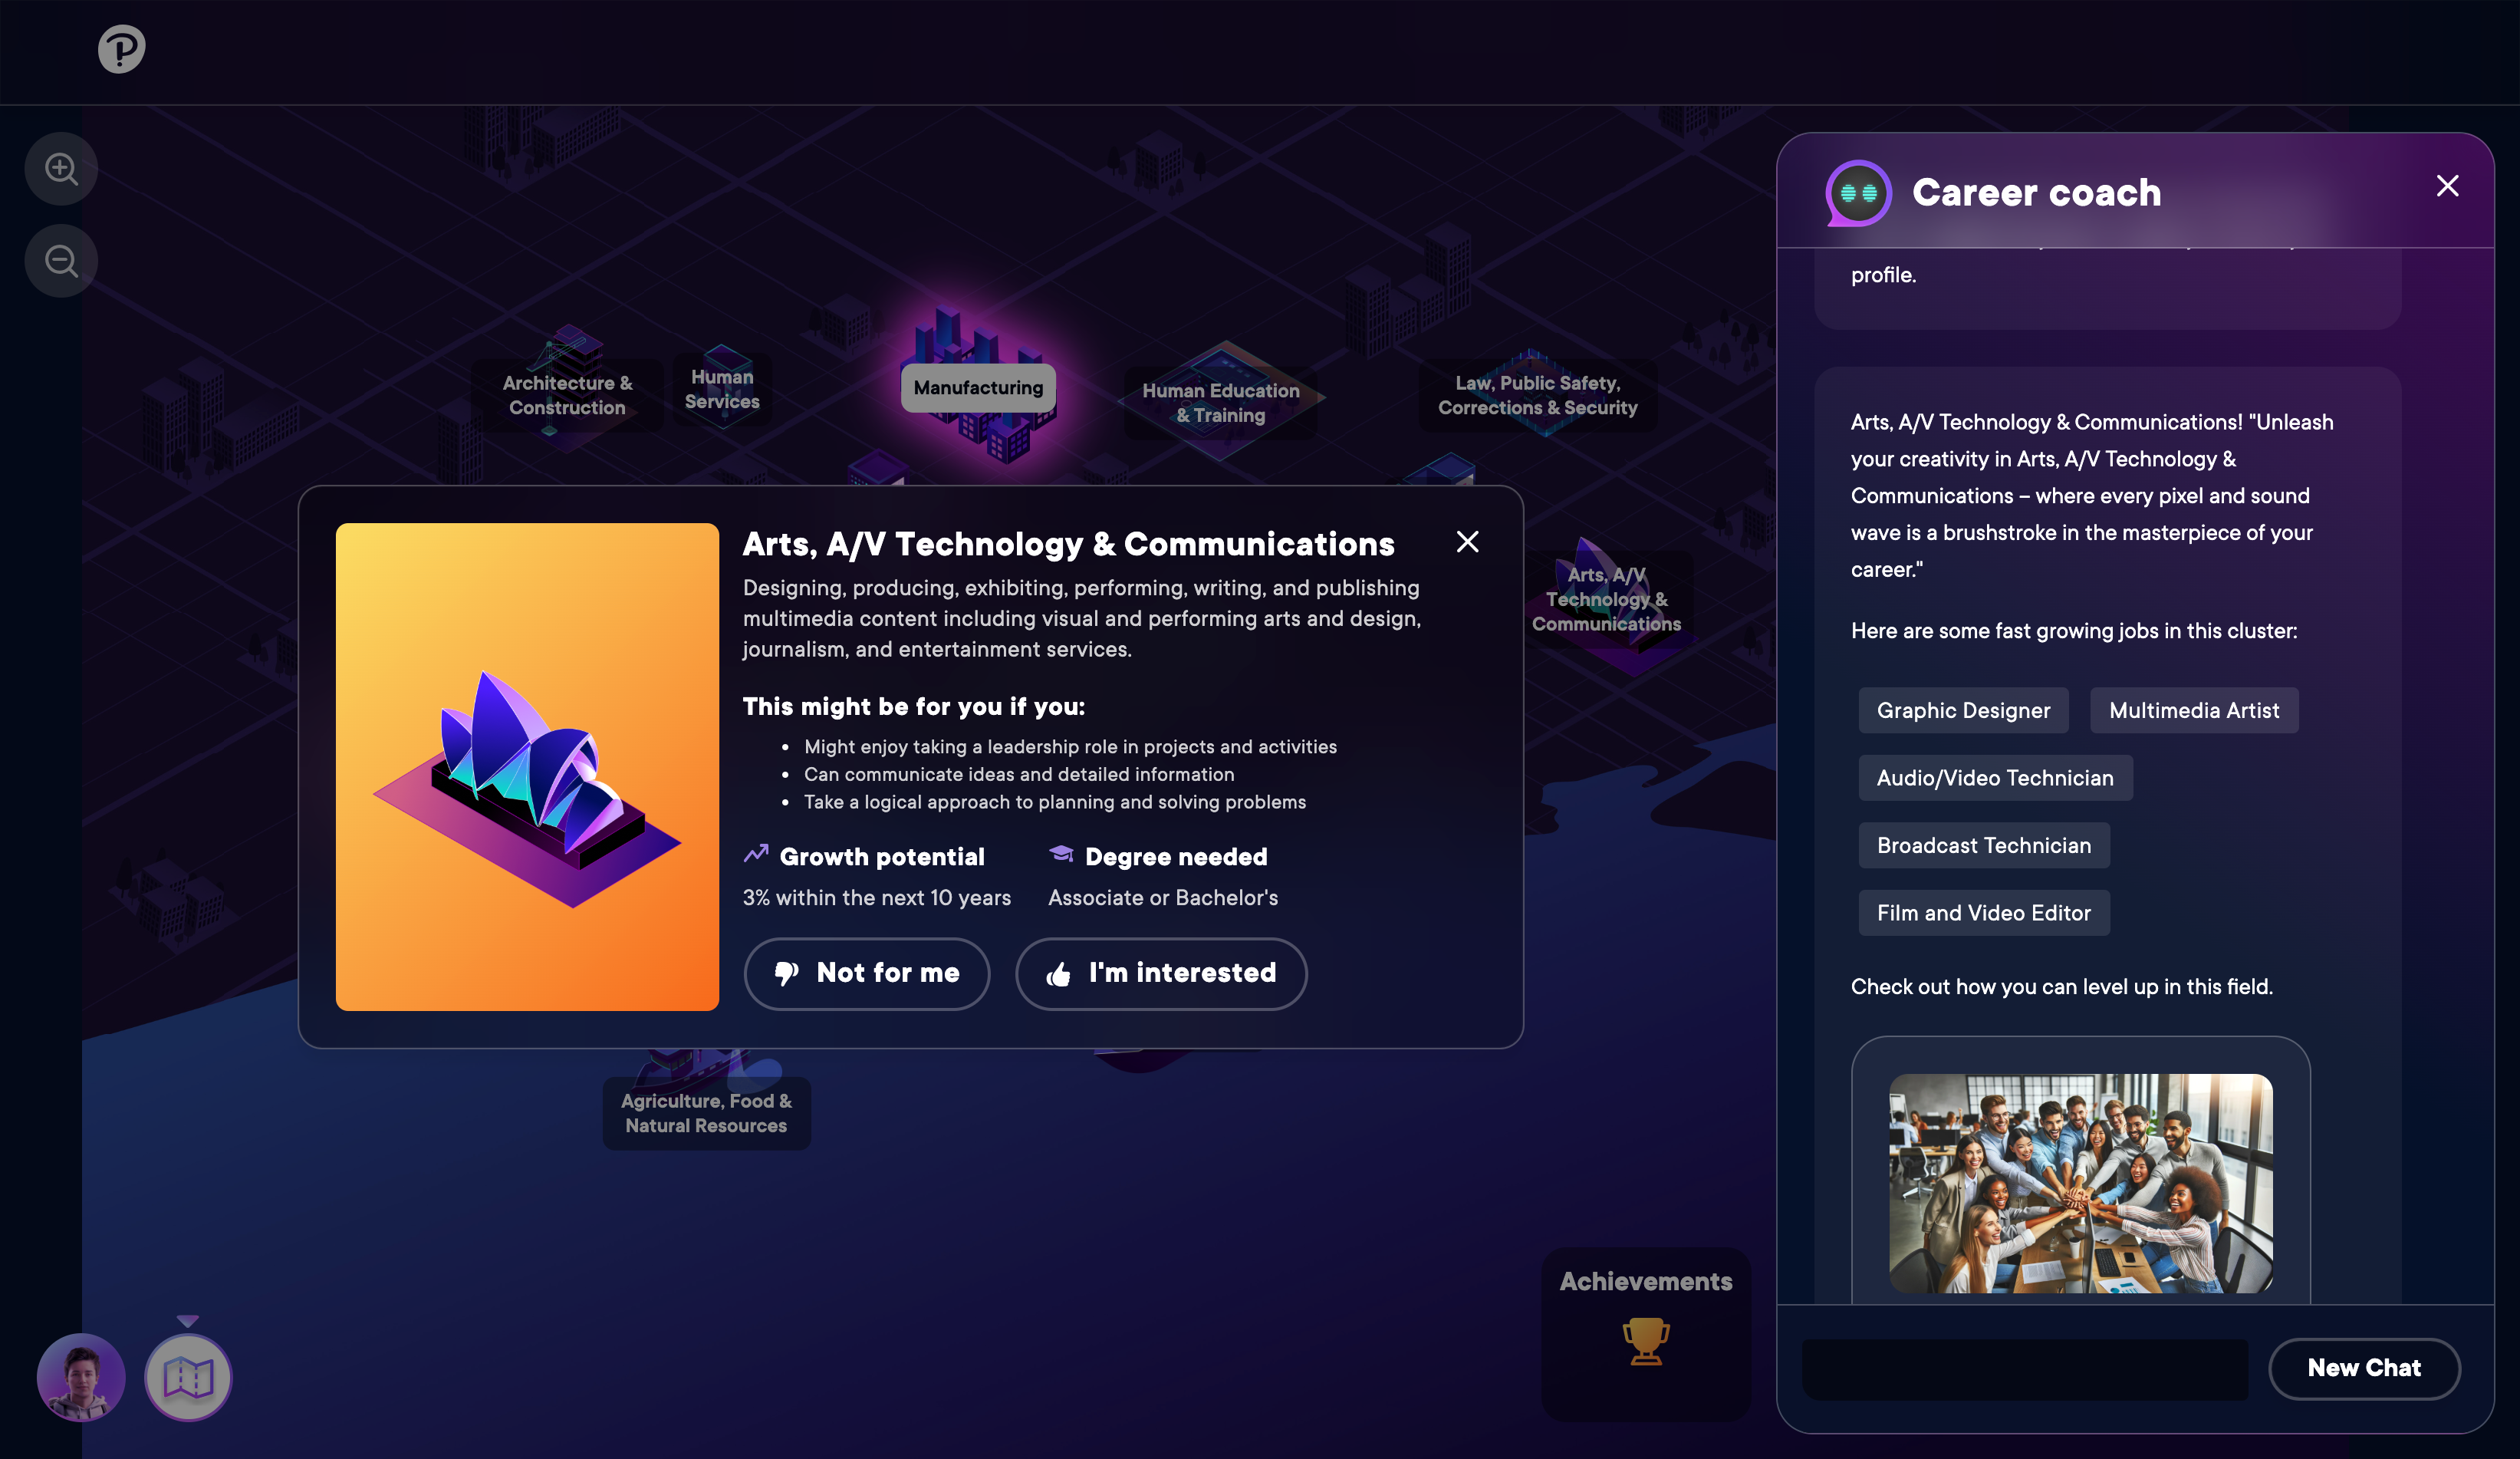 Architecture &
Construction
Human
Services
Manufacturing
Human Education
& Training
Law, Public Safety,
Corrections & Security
Arts, A/V Technology & Communications
Designing, producing, exhibiting, performing, writing, and publishing
multimedia content including visual and performing arts and design,
journalism, and entertainment services.
This might be for you if you:
Might enjoy taking a leadership role in projects and activities
Can communicate ideas and detailed information
Take a logical approach to planning and solving problems
Growth potential
3% within the next 10 years
Degree needed
Associate or Bachelor's
Not for me
I'm interested
Arts, A/V
Technology &
Communications
Agriculture, Food &
Natural Resources
Achievements
Career coach
profile.
Arts, A/V Technology & Communications! "Unleash
your creativity in Arts, A/V Technology &
Communications – where every pixel and sound
wave is a brushstroke in the masterpiece of your
career."
Here are some fast growing jobs in this cluster:
Graphic Designer
Multimedia Artist
Audio/Video Technician
Broadcast Technician
Film and Video Editor
Check out how you can level up in this field.
New Chat